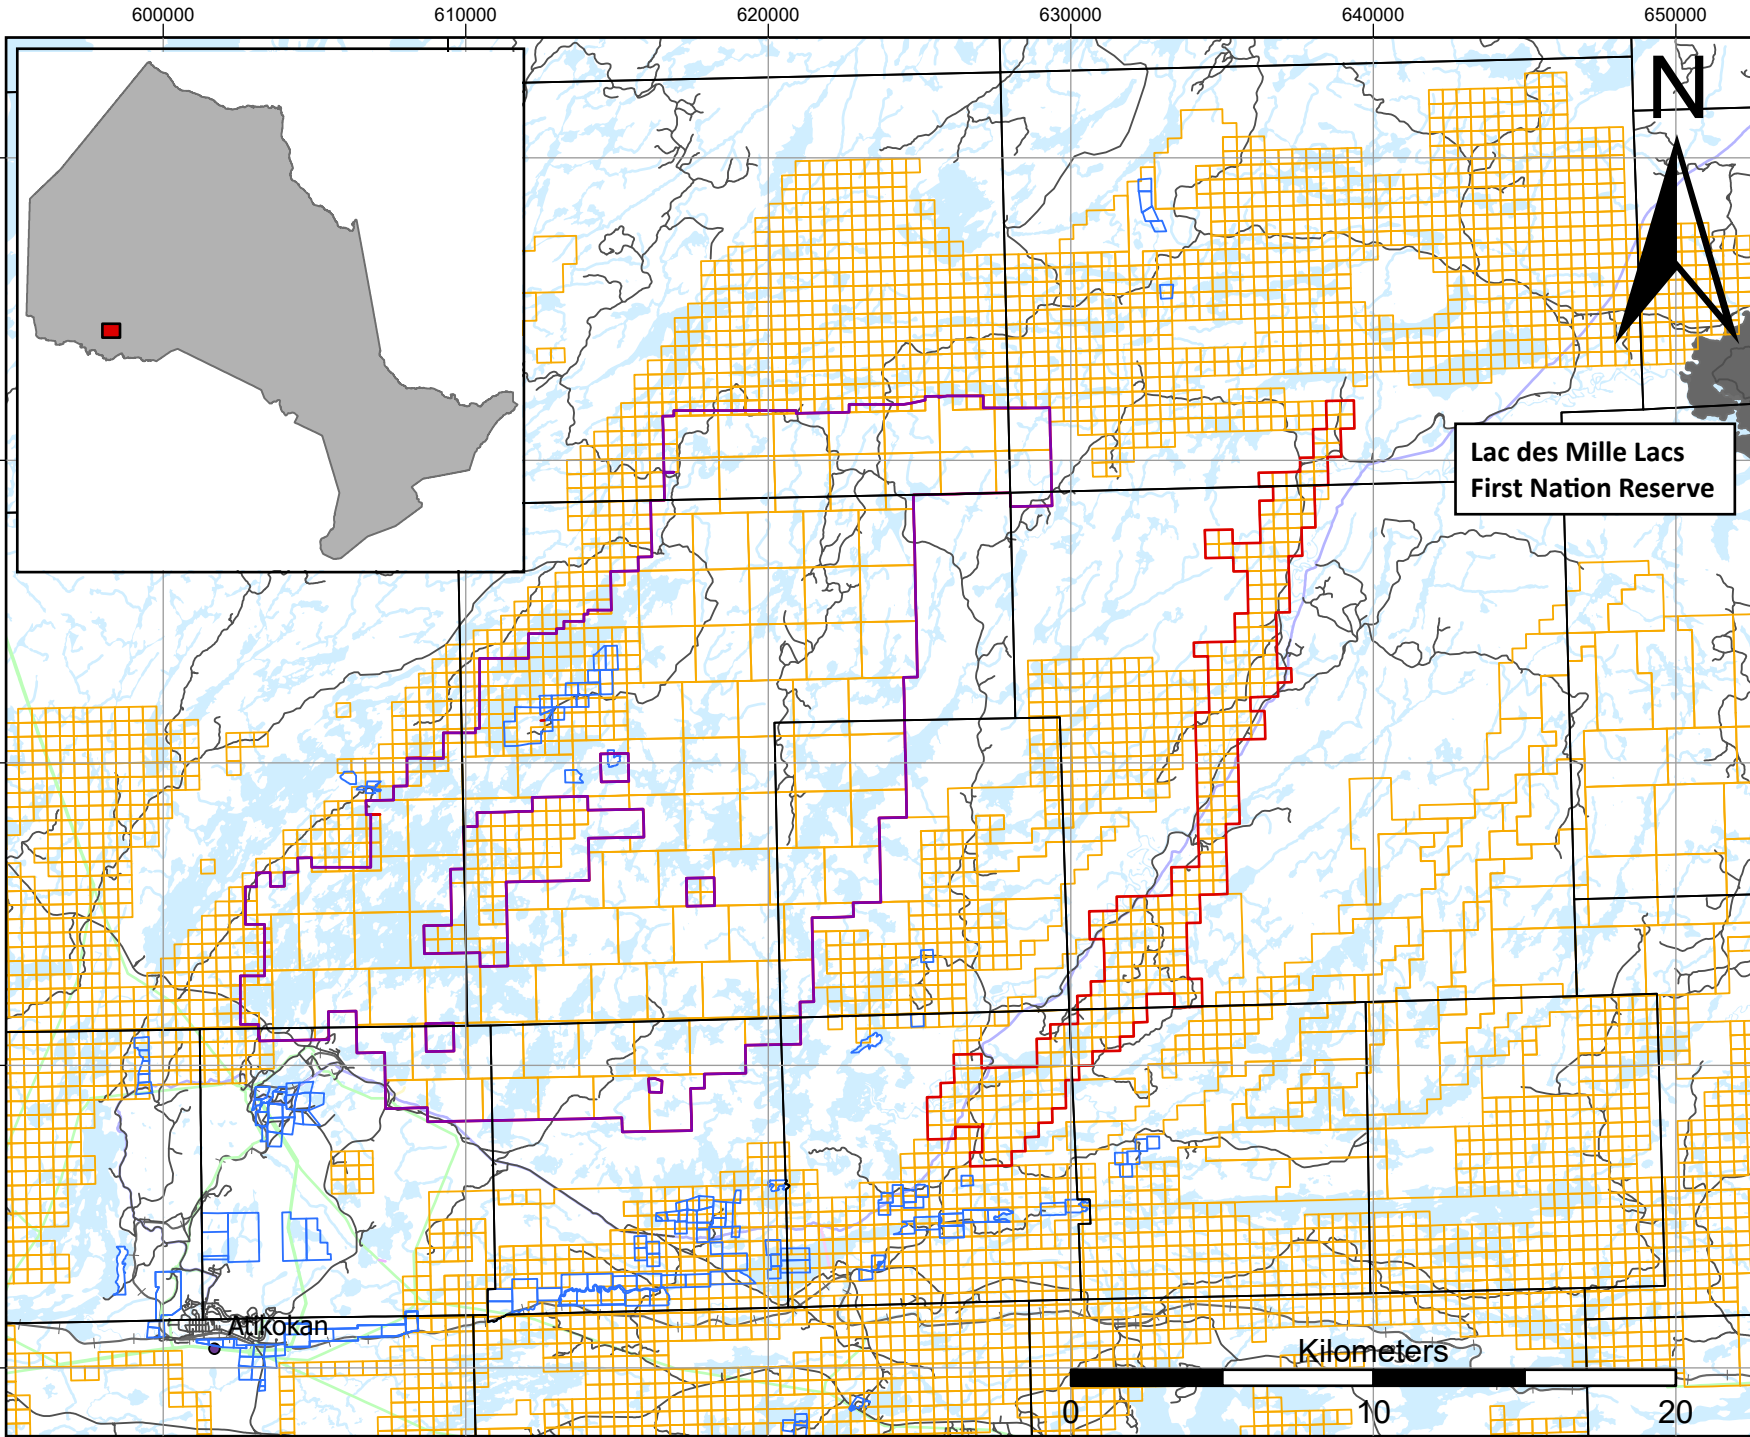 600000 610000 620000 630000 640000 650000
N
Lac des Mille Lacs
First Nation Reserve
Atikokan
Kilometers
0 10 20